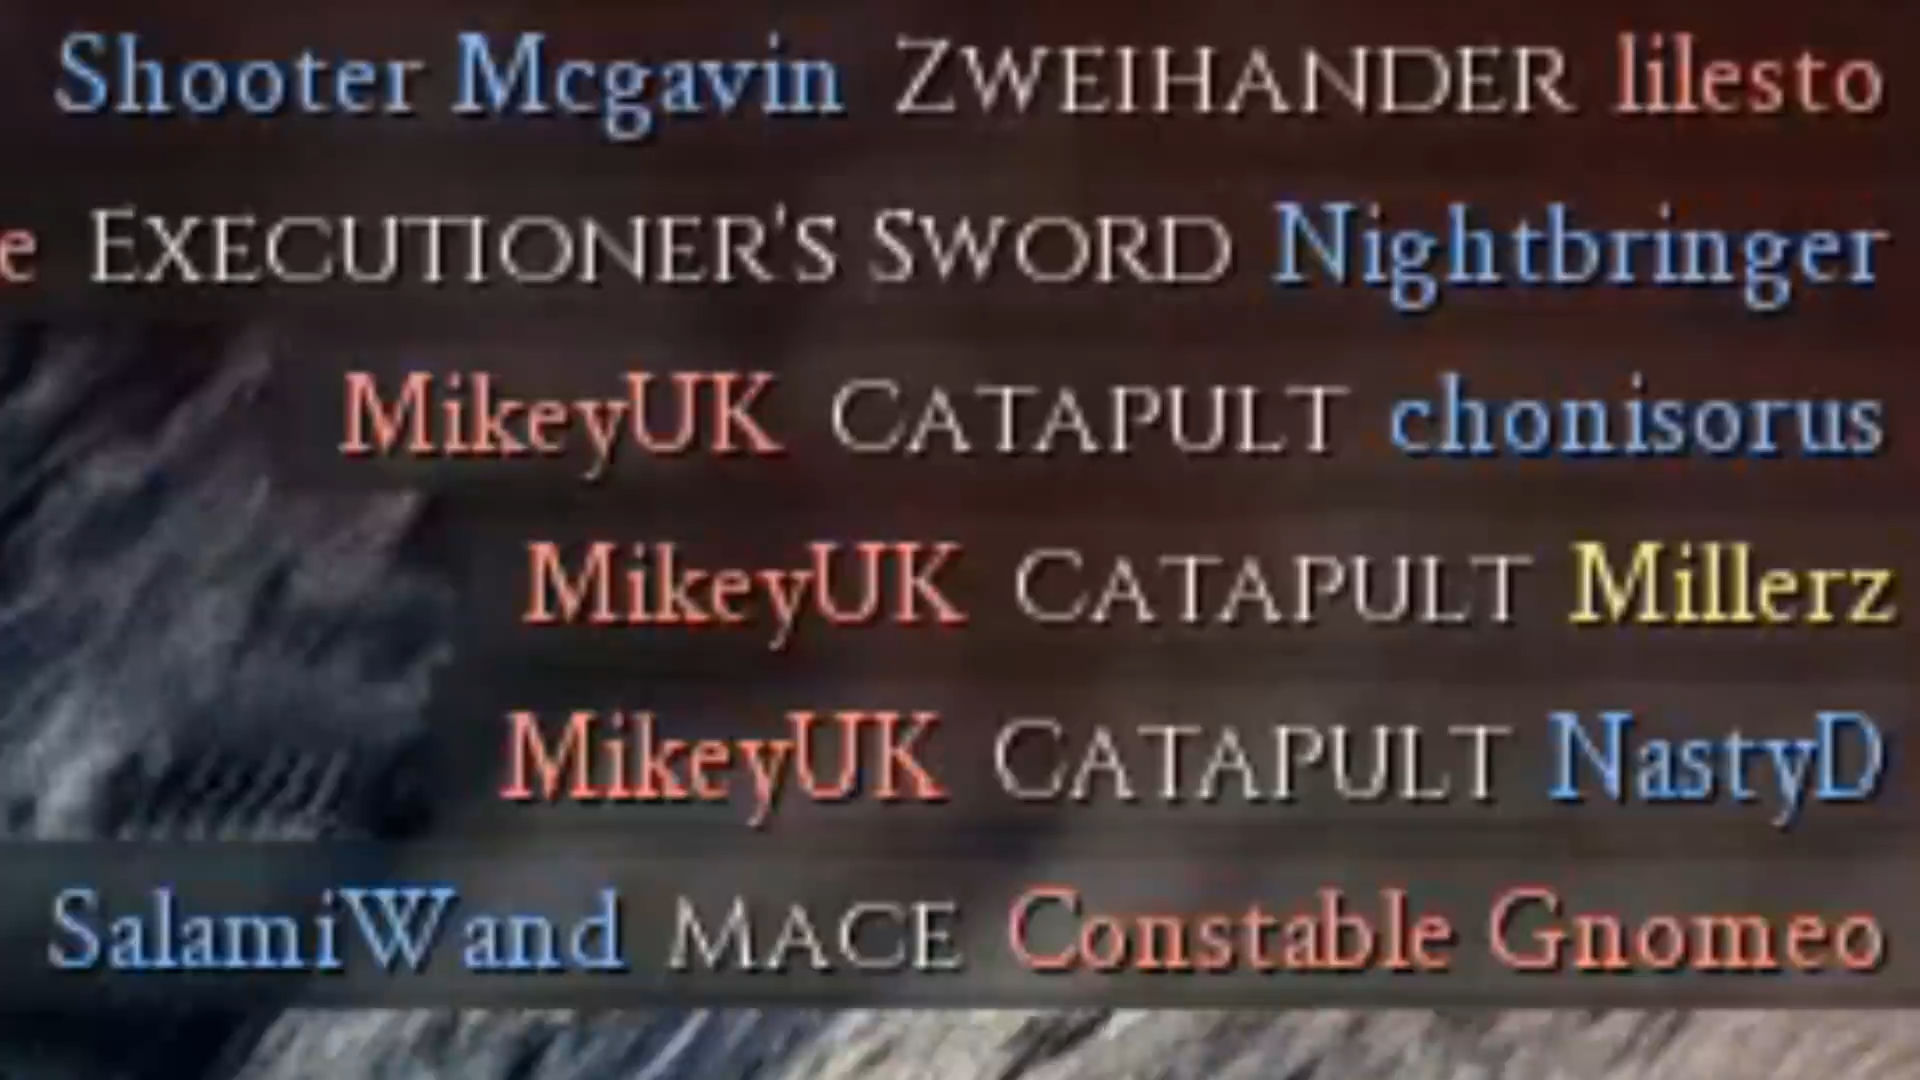 Shooter Mcgavin ZWEIHANDER lilesto
e EXECUTIONER'S SWORD Nightbringer
MikeyUK CATAPULT chonisorus
MikeyUK CATAPULT Millerz
MikeyUK CATAPULT NastyD
SalamiWand MACE Constable Gnomeo